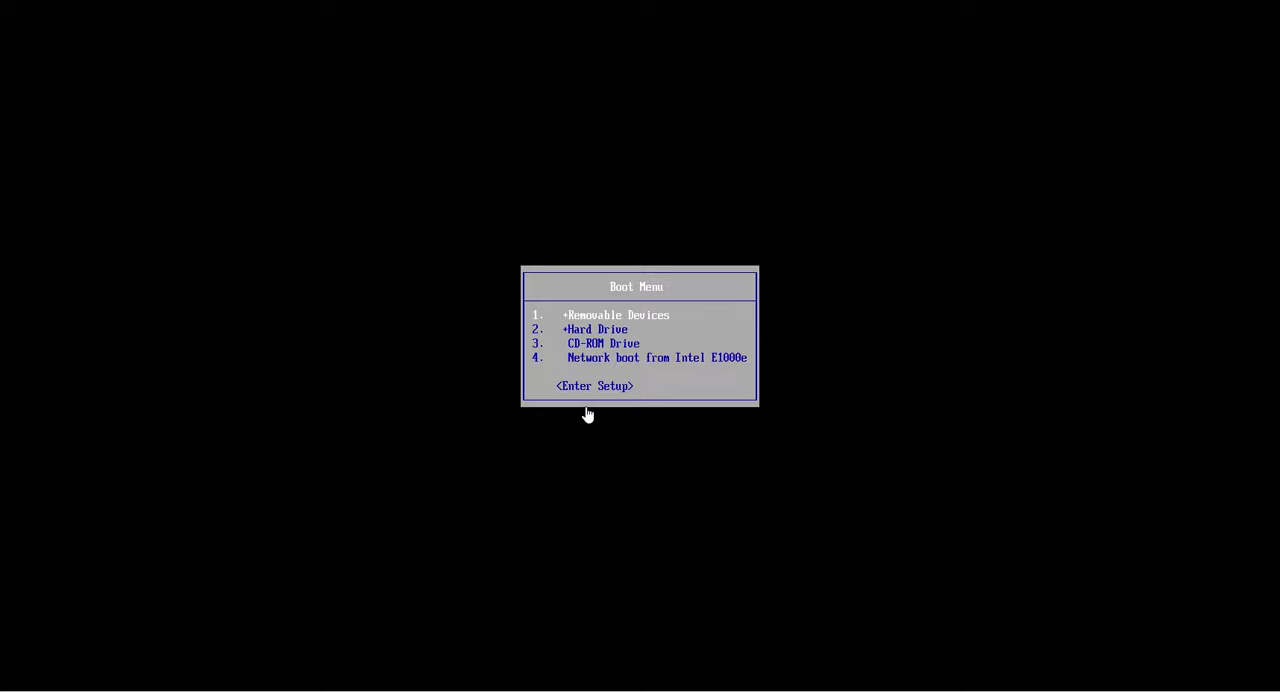 Boot Menu
1. +Removable Devices
2. +Hard Drive
3. CD-ROM Drive
4. Network boot from Intel E1000e
<Enter Setup>